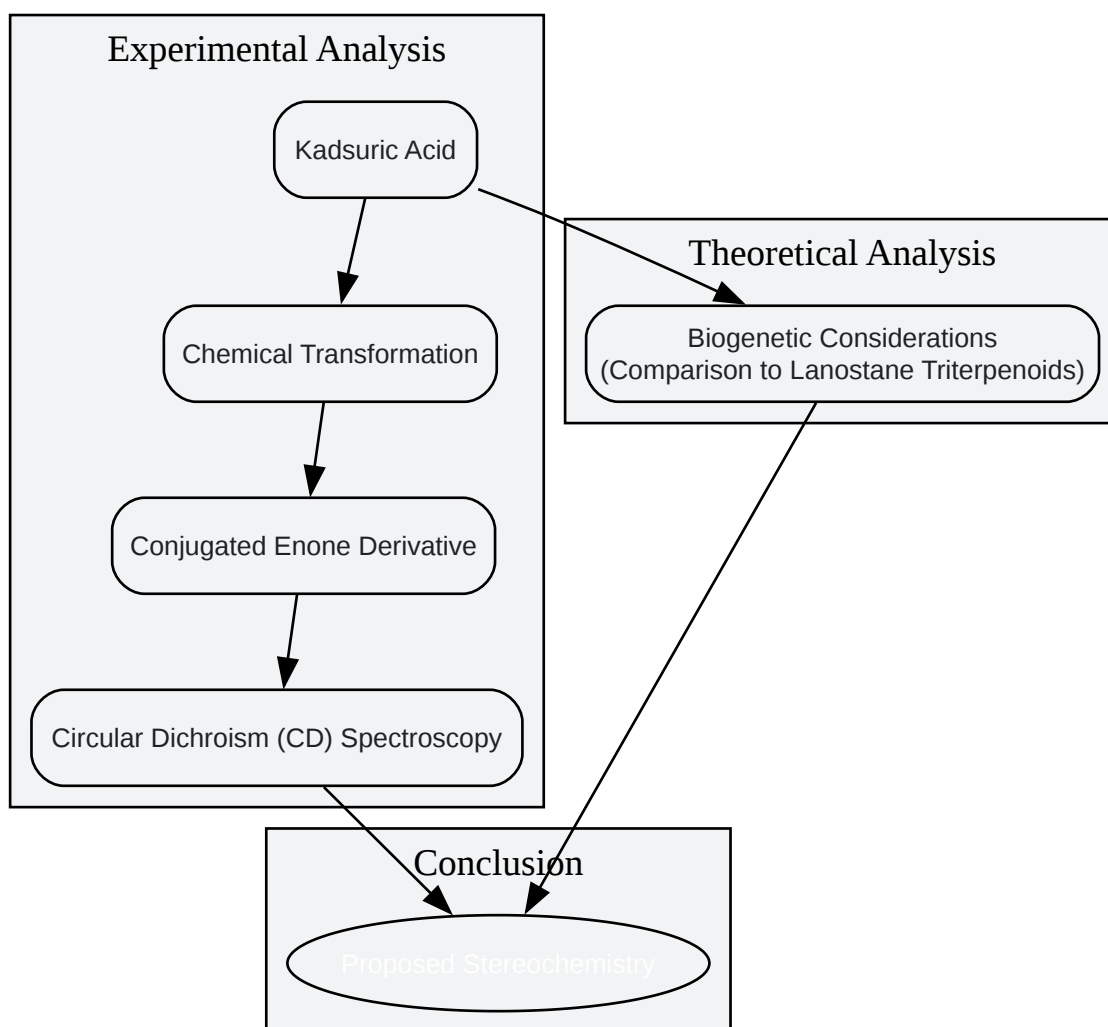 Experimental Analysis
Kadsuric Acid
Theoretical Analysis
Chemical Transformation
Biogenetic Considerations
(Comparison to Lanostane Triterpenoids)
Conjugated Enone Derivative
Circular Dichroism (CD) Spectroscopy
Conclusion
Proposed Stereochemistry